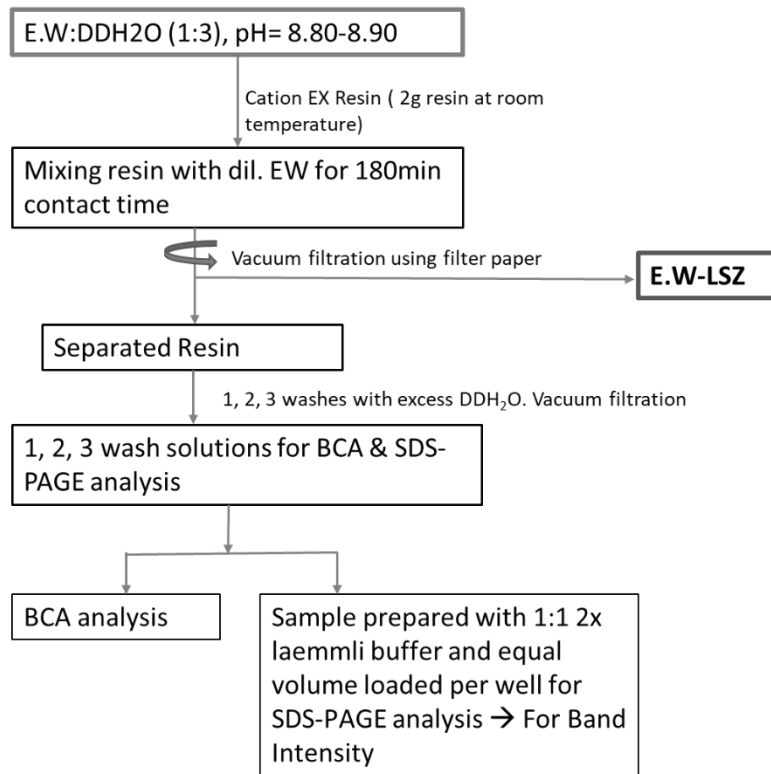 E.W:DDH2O (1:3), pH= 8.80-8.90
Cation EX Resin ( 2g resin at room
temperature)
Mixing resin with dil. EW for 180min
contact time
Vacuum filtration using filter paper
E.W-LSZ
Separated Resin
1, 2, 3 washes with excess DDH₂O. Vacuum filtration
1, 2, 3 wash solutions for BCA & SDS-
PAGE analysis
BCA analysis
Sample prepared with 1:1 2x
laemmli buffer and equal
volume loaded per well for
SDS-PAGE analysis → For Band
Intensity